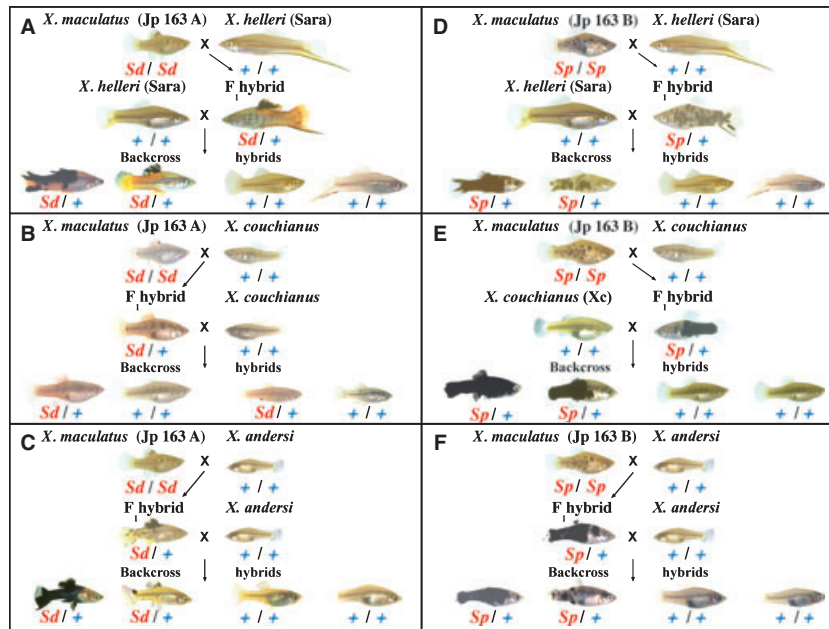 A
X. maculatus (Jp 163 A) X. helleri (Sara)
X
Sd / Sd + / +
X. helleri (Sara) F1 hybrid
X
+ / + Sd / +
Backcross hybrids
Sd / + Sd / + + / + + / +
B
X. maculatus (Jp 163 A) X. couchianus
X
Sd / Sd + / +
F1 hybrid X. couchianus
X
Sd / + + / +
Backcross hybrids
Sd / + + / + Sd / + + / +
C
X. maculatus (Jp 163 A) X. andersi
X
Sd / Sd + / +
F1 hybrid X. andersi
X
Sd / + + / +
Backcross hybrids
Sd / + Sd / + + / + + / +
D
X. maculatus (Jp 163 B) X. helleri (Sara)
X
Sp / Sp + / +
X. helleri (Sara) F1 hybrid
X
+ / + Sp / +
Backcross hybrids
Sp / + Sp / + + / + + / +
E
X. maculatus (Jp 163 B) X. couchianus
X
Sp / Sp + / +
X. couchianus (Xc) F1 hybrid
X
+ / + Sp / +
Backcross hybrids
Sp / + Sp / + + / + + / +
F
X. maculatus (Jp 163 B) X. andersi
X
Sp / Sp + / +
F1 hybrid X. andersi
X
Sp / + + / +
Backcross hybrids
Sp / + Sp / + + / + + / +